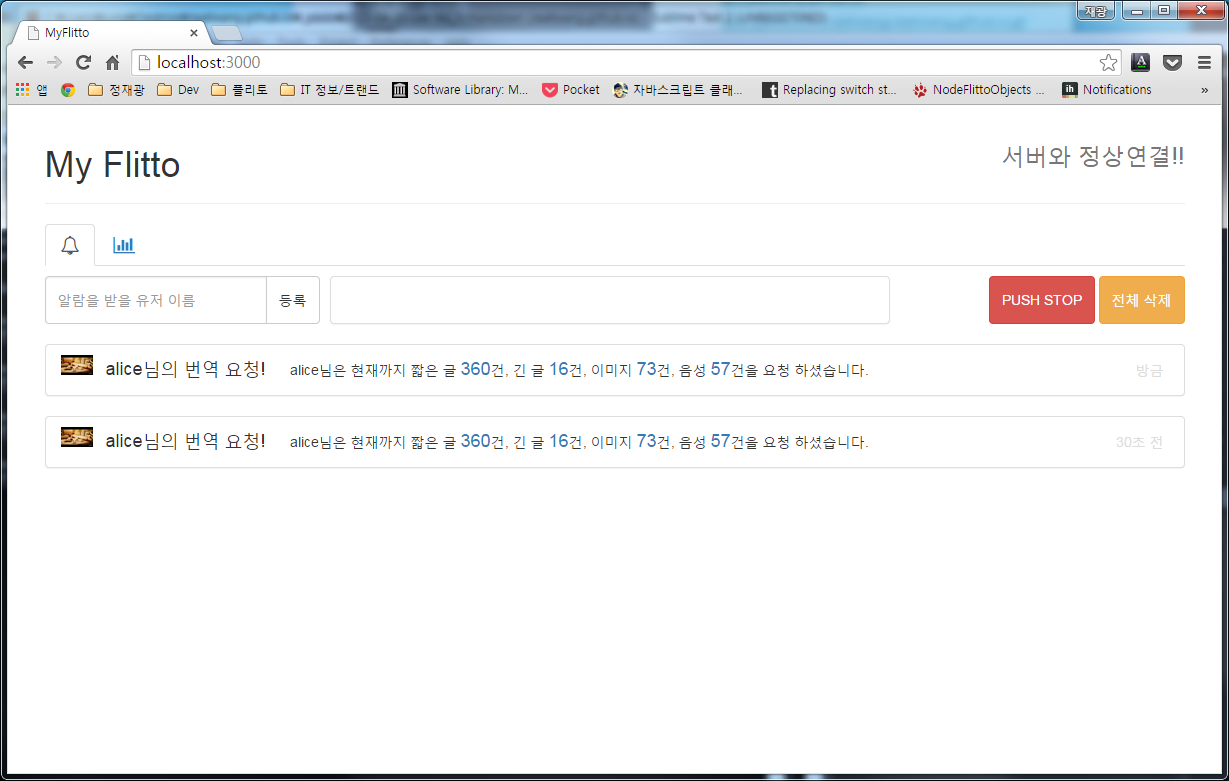 재광
MyFlitto
localhost:3000
앱 정재광 Dev 플리토 IT 정보/트랜드 Software Library: M... Pocket 자바스크립트 클래... Replacing switch st... NodeFlittoObjects ... Notifications »
My Flitto
서버와 정상연결!!
알람을 받을 유저 이름 등록 PUSH STOP 전체 삭제
alice님의 번역 요청! alice님은 현재까지 짧은 글 360건, 긴 글 16건, 이미지 73건, 음성 57건을 요청 하셨습니다. 방금
alice님의 번역 요청! alice님은 현재까지 짧은 글 360건, 긴 글 16건, 이미지 73건, 음성 57건을 요청 하셨습니다. 30초 전